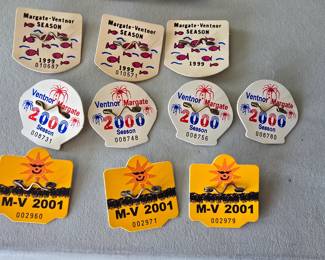 Margate-Ventnor
SEASON
1999
010587
Margate-Ventnor
SEASON
1999
010571
Margate-Ventnor
SEASON
1999
Ventnor Margate
2000
Season
008731
Ventnor Margate
2000
Season
008748
Ventnor Margate
2000
Season
008756
Ventnor Margate
2000
Season
008780
M-V 2001
002960
M-V 2001
002971
M-V 2001
002979